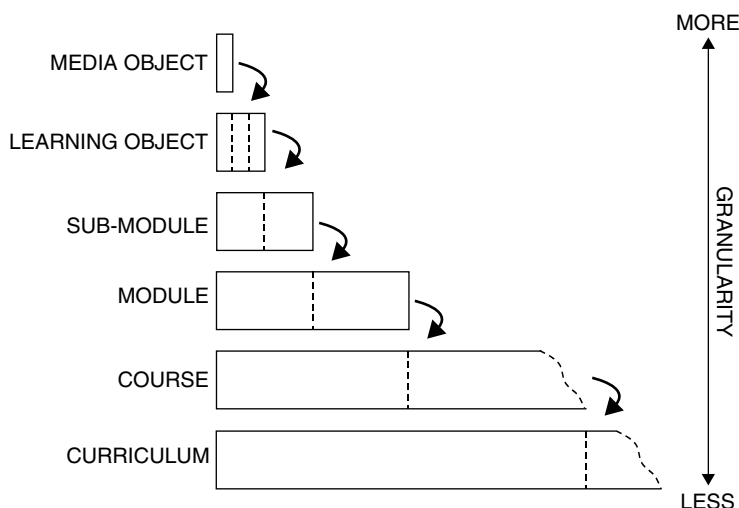 MORE
MEDIA OBJECT
LEARNING OBJECT
SUB-MODULE
MODULE
COURSE
CURRICULUM
GRANULARITY
LESS